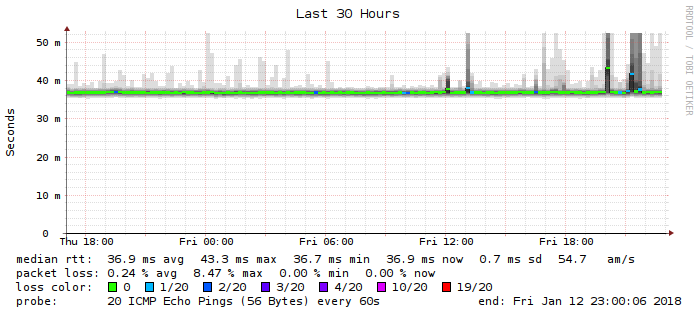 Last 30 Hours
RRDTOOL / TOBI OETIKER
Seconds
50 m
40 m
30 m
20 m
10 m
0
Thu 18:00 Fri 00:00 Fri 06:00 Fri 12:00 Fri 18:00
median rtt: 36.9 ms avg 43.3 ms max 36.7 ms min 36.9 ms now 0.7 ms sd 54.7 am/s
packet loss: 0.24 % avg 8.47 % max 0.00 % min 0.00 % now
loss color: 0 1/20 2/20 3/20 4/20 10/20 19/20
probe: 20 ICMP Echo Pings (56 Bytes) every 60s end: Fri Jan 12 23:00:06 2018